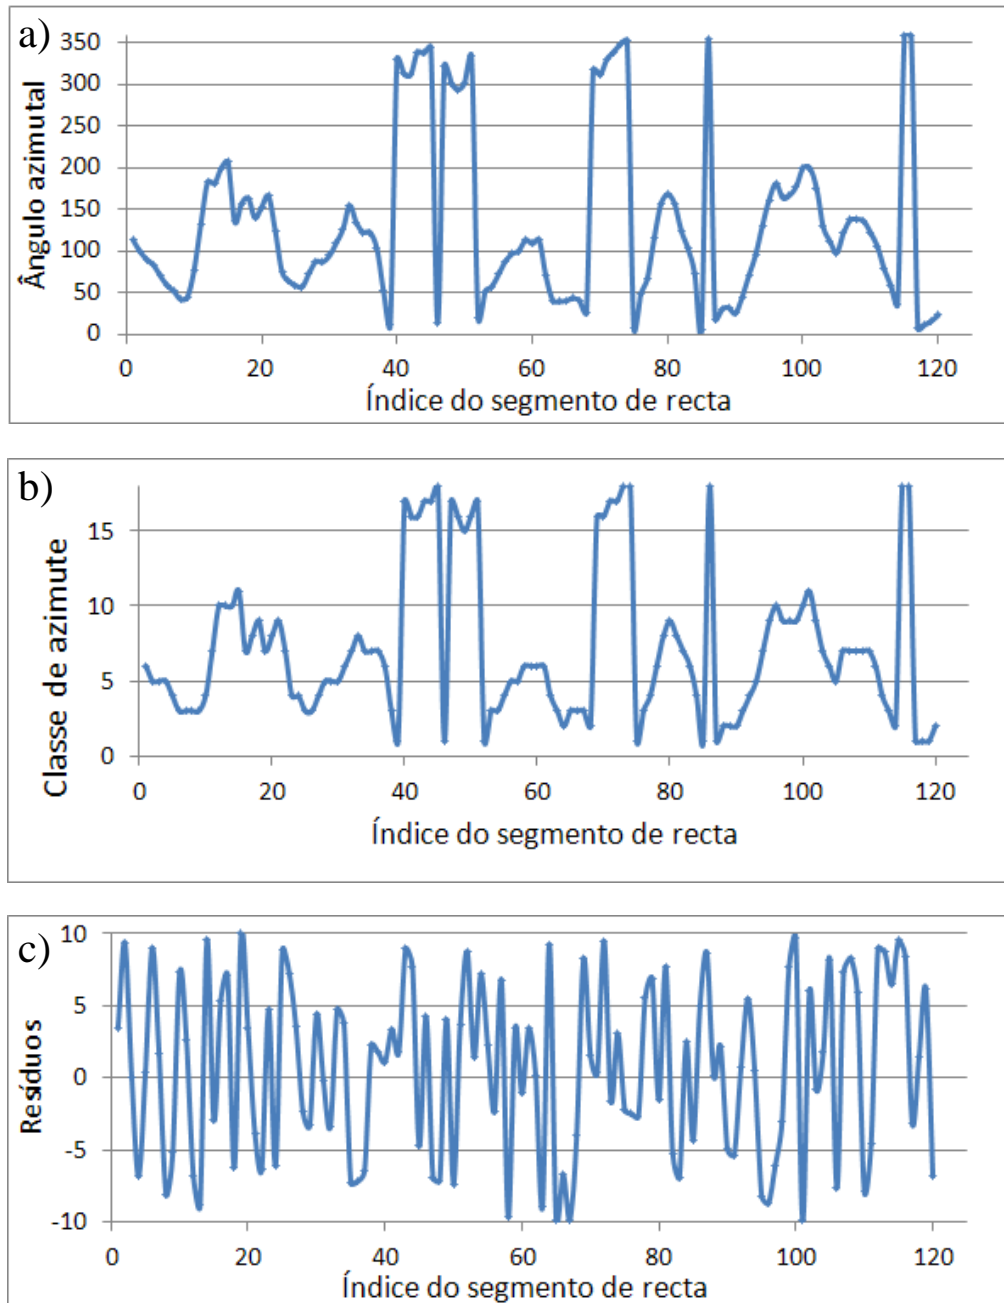 a)
Ângulo azimutal
350
300
250
200
150
100
50
0
0 20 40 60 80 100 120
Índice do segmento de recta
b)
Classe de azimute
15
10
5
0
0 20 40 60 80 100 120
Índice do segmento de recta
c)
Resíduos
10
5
0
-5
-10
0 20 40 60 80 100 120
Índice do segmento de recta